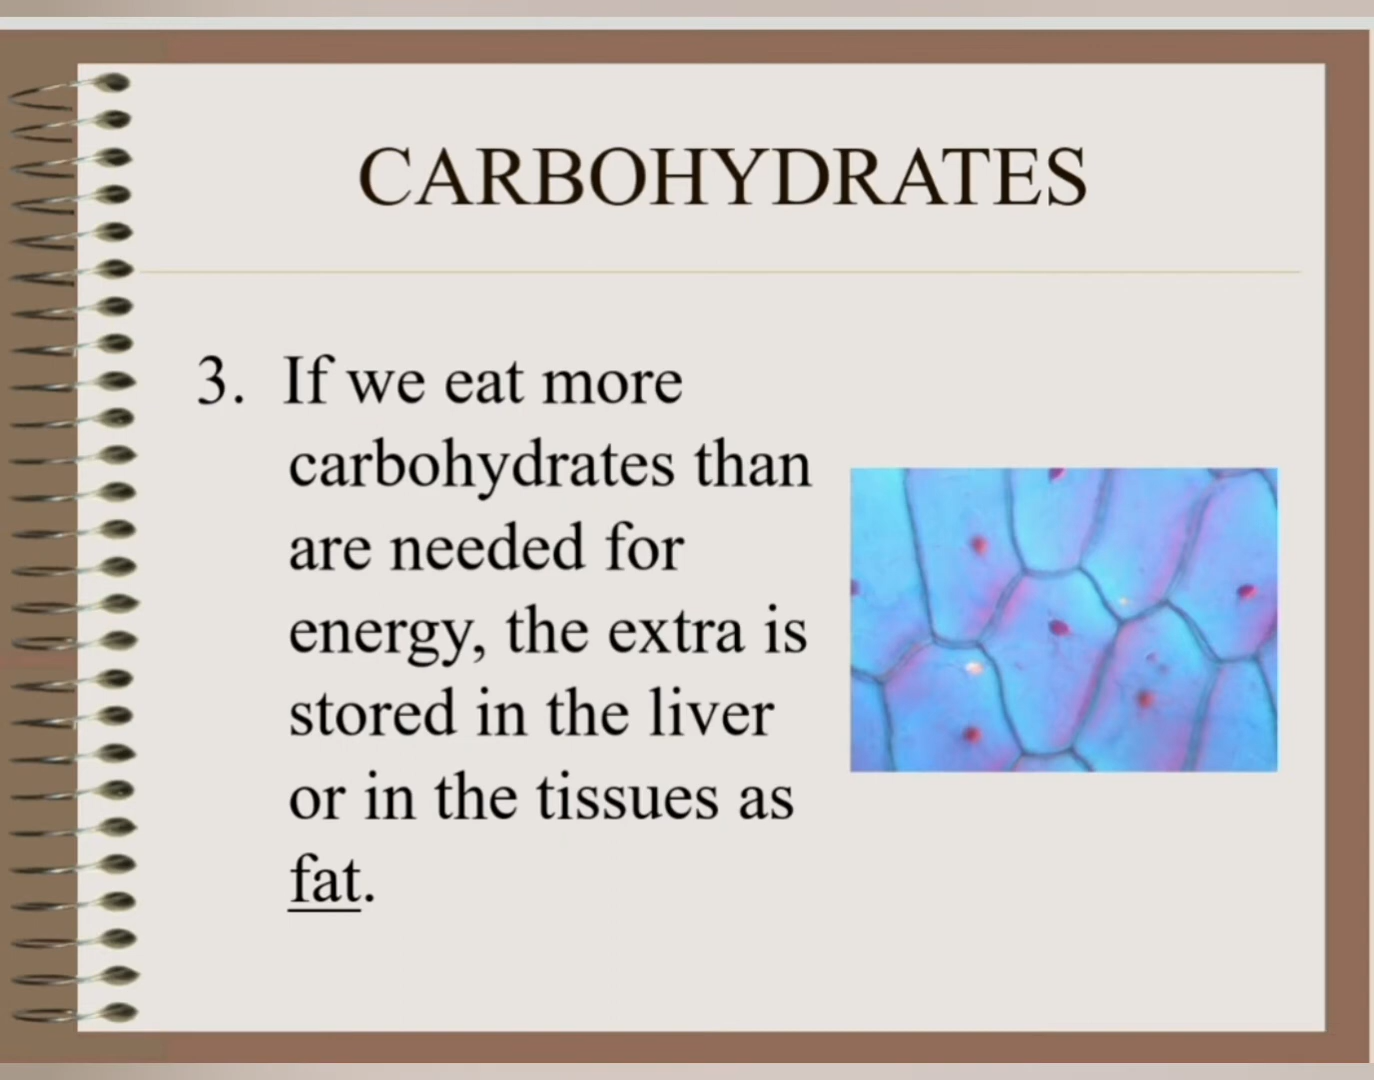 CARBOHYDRATES
3. If we eat more
carbohydrates than
are needed for
energy, the extra is
stored in the liver
or in the tissues as
fat.